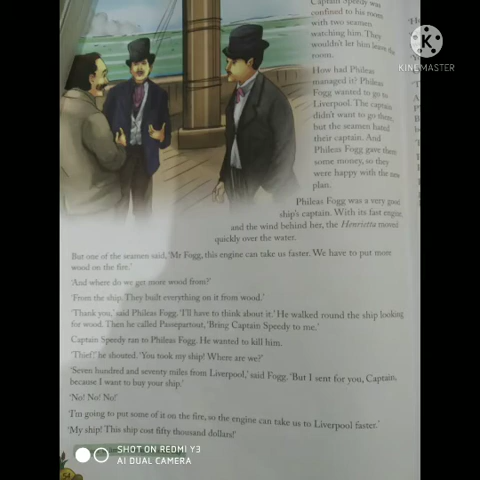 Captain Speedy was
confined to his room
with two seamen
watching him. They
wouldn't let him leave the
room.
How had Phileas
managed it? Phileas
Fogg wanted to go to
Liverpool. The captain
didn't want to go there,
but the seamen hated
their captain. And
Phileas Fogg gave them
some money, so they
were happy with the new
plan.
Phileas Fogg was a very good
ship's captain. With its fast engine
and the wind behind her, the Henrietta moved
quickly over the water.
But one of the seamen said, 'Mr Fogg, this engine can take us faster. We have to put more
wood on the fire.'
'And where do we get more wood from?'
'From the ship. They built everything on it from wood.'
'Thank you,' said Phileas Fogg. 'I'll have to think about it.' He walked round the ship looking
for wood. Then he called Passepartout, 'Bring Captain Speedy to me.'
Captain Speedy ran to Phileas Fogg. He wanted to kill him.
'Thief!' he shouted. 'You took my ship! Where are we?'
'Seven hundred and seventy miles from Liverpool,' said Fogg. 'But I sent for you, Captain,
because I want to buy your ship.'
'No! No! No!'
'I'm going to put some of it on the fire, so the engine can take us to Liverpool faster.'
'My ship! This ship cost fifty thousand dollars!'
54
K
KINEMASTER
SHOT ON REDMI Y3
AI DUAL CAMERA